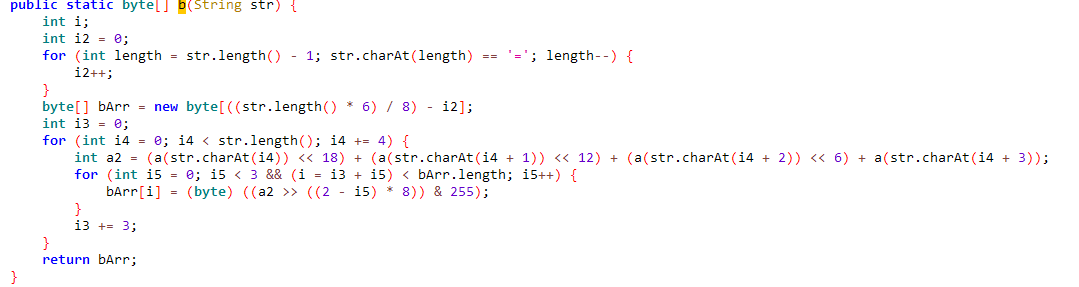 public static byte[] b(String str) {
    int i;
    int i2 = 0;
    for (int length = str.length() - 1; str.charAt(length) == '='; length--) {
        i2++;
    }
    byte[] bArr = new byte[((str.length() * 6) / 8) - i2];
    int i3 = 0;
    for (int i4 = 0; i4 < str.length(); i4 += 4) {
        int a2 = (a(str.charAt(i4)) << 18) + (a(str.charAt(i4 + 1)) << 12) + (a(str.charAt(i4 + 2)) << 6) + a(str.charAt(i4 + 3));
        for (int i5 = 0; i5 < 3 && (i = i3 + i5) < bArr.length; i5++) {
            bArr[i] = (byte) ((a2 >> ((2 - i5) * 8)) & 255);
        }
        i3 += 3;
    }
    return bArr;
}